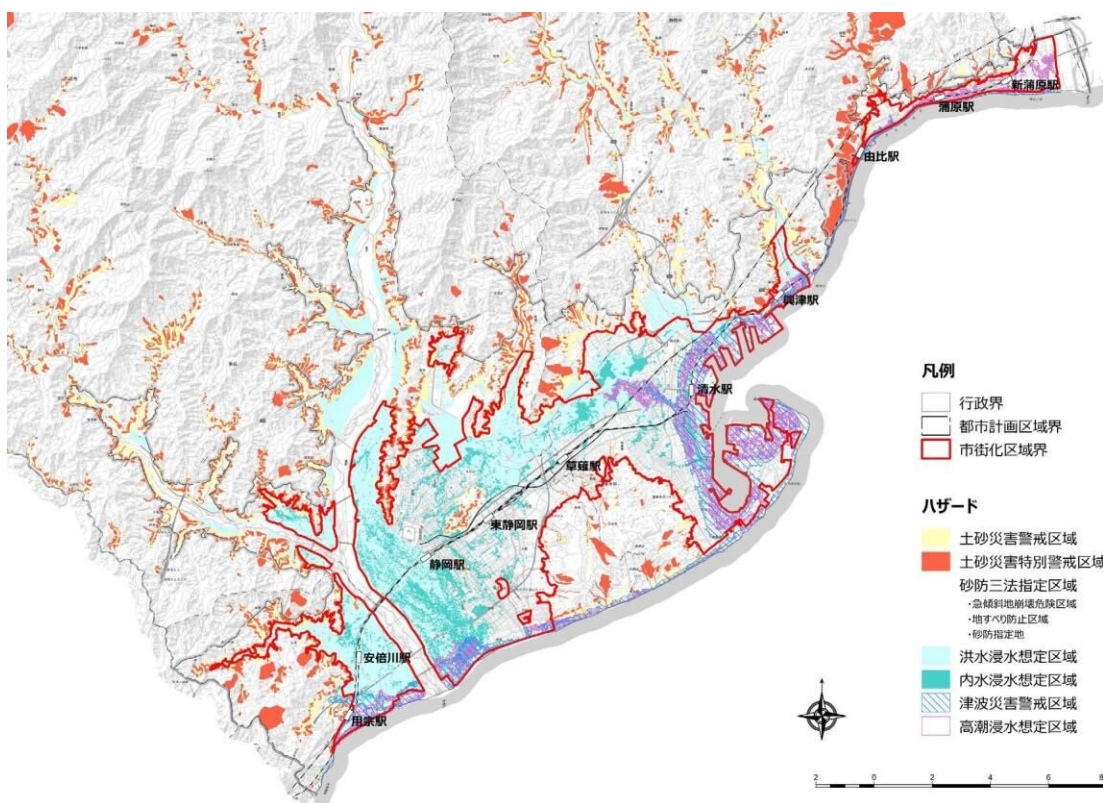 新蒲原駅
蒲原駅
由比駅
興津駅
清水駅
草薙駅
東静岡駅
静岡駅
安倍川駅
用宗駅
凡例
行政界
都市計画区域界
市街化区域界
ハザード
土砂災害警戒区域
土砂災害特別警戒区域
砂防三法指定区域
・急傾斜地崩壊危険区域
・地すべり防止区域
・砂防指定地
洪水浸水想定区域
内水浸水想定区域
津波災害警戒区域
高潮浸水想定区域
2 0 2 4 6 8